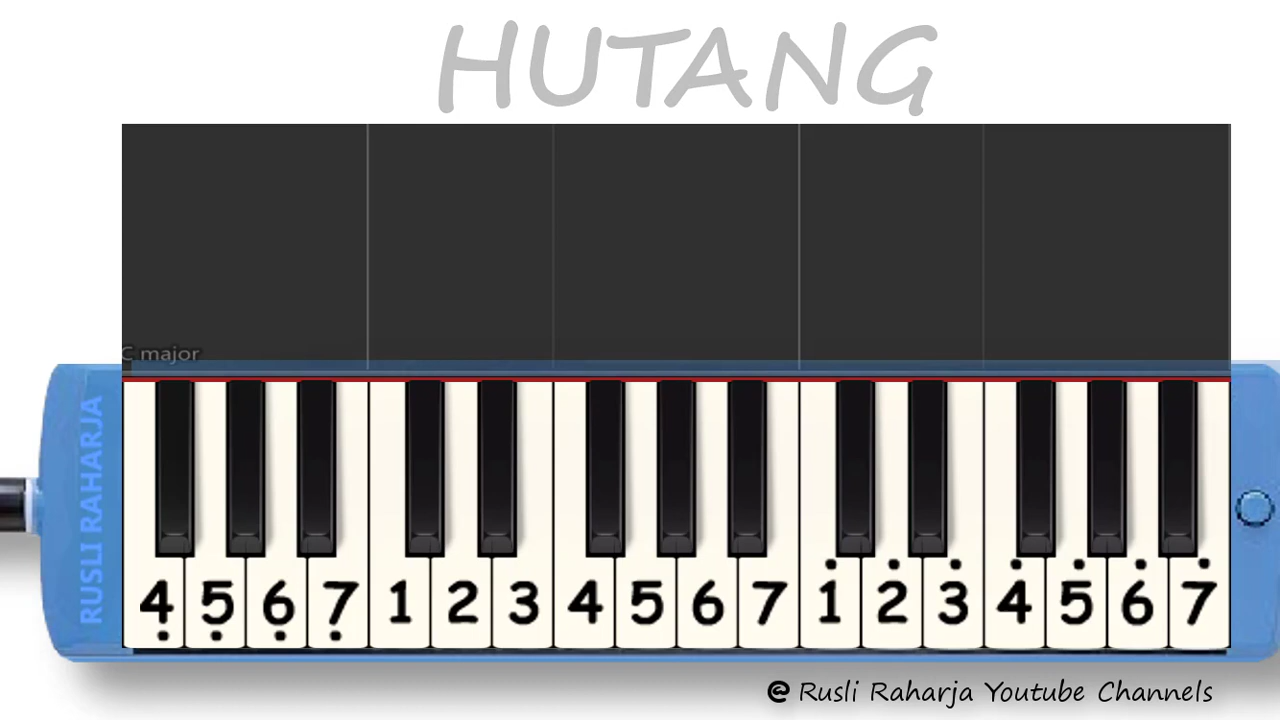 HUTANG
C major
RUSLI RAHARJA
4̣ 5̣ 6̣ 7̣ 1 2 3 4 5 6 7 1̇ 2̇ 3̇ 4̇ 5̇ 6̇ 7̇
@ Rusli Raharja Youtube Channels